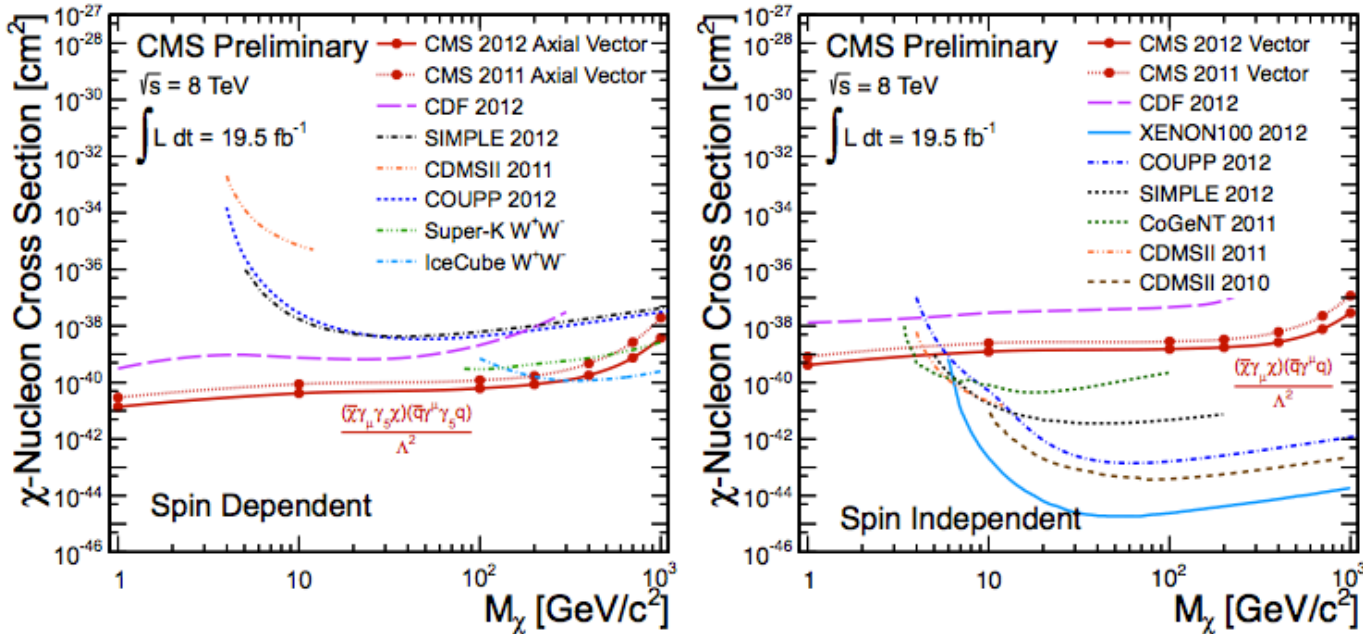 χ-Nucleon Cross Section [cm²]
10⁻²⁷
10⁻²⁸
10⁻³⁰
10⁻³²
10⁻³⁴
10⁻³⁶
10⁻³⁸
10⁻⁴⁰
10⁻⁴²
10⁻⁴⁴
10⁻⁴⁶
CMS Preliminary
√s = 8 TeV
∫L dt = 19.5 fb⁻¹
CMS 2012 Axial Vector
CMS 2011 Axial Vector
CDF 2012
SIMPLE 2012
CDMSII 2011
COUPP 2012
Super-K W⁺W⁻
IceCube W⁺W⁻
(χ̄γ_μγ₅χ)(q̄γ^μγ₅q)
Λ²
Spin Dependent
1 10 10² 10³
M_χ [GeV/c²]
χ-Nucleon Cross Section [cm²]
10⁻²⁷
10⁻²⁸
10⁻³⁰
10⁻³²
10⁻³⁴
10⁻³⁶
10⁻³⁸
10⁻⁴⁰
10⁻⁴²
10⁻⁴⁴
10⁻⁴⁶
CMS Preliminary
√s = 8 TeV
∫L dt = 19.5 fb⁻¹
CMS 2012 Vector
CMS 2011 Vector
CDF 2012
XENON100 2012
COUPP 2012
SIMPLE 2012
CoGeNT 2011
CDMSII 2011
CDMSII 2010
(χ̄γ_μχ)(q̄γ^μq)
Λ²
Spin Independent
1 10 10² 10³
M_χ [GeV/c²]